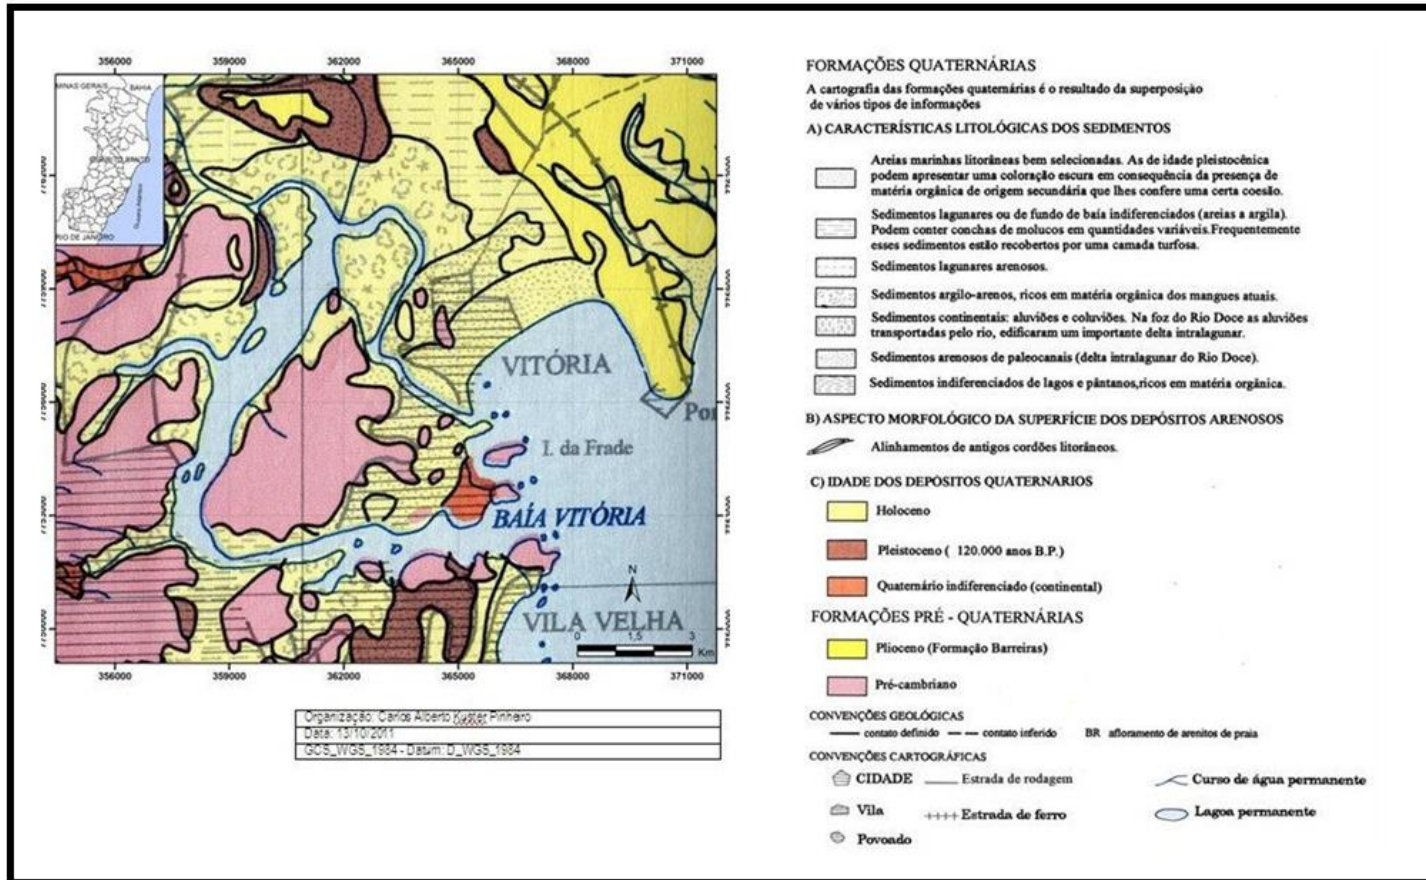 356000 359000 362000 365000 368000 371000
MINAS GERAIS BAHIA
RIO DE JANEIRO
VITÓRIA
Por
I. da Frade
BAÍA VITÓRIA
N
VILA VELHA
0 1,5 3
Km
356000 359000 362000 365000 368000 371000
Organização: Carlos Alberto Kuster Pinheiro
Data: 13/10/2011
GCS_WGS_1984 - Datum: D_WGS_1984
FORMAÇÕES QUATERNÁRIAS
A cartografia das formações quaternárias é o resultado da superposição
de vários tipos de informações
A) CARACTERÍSTICAS LITOLÓGICAS DOS SEDIMENTOS
Areias marinhas litorâneas bem selecionadas. As de idade pleistocênica
podem apresentar uma coloração escura em consequência da presença de
matéria orgânica de origem secundária que lhes confere uma certa coesão.
Sedimentos lagunares ou de fundo de baía indiferenciados (areias a argila).
Podem conter conchas de molucos em quantidades variáveis.Frequentemente
esses sedimentos estão recobertos por uma camada turfosa.
Sedimentos lagunares arenosos.
Sedimentos argilo-arenos, ricos em matéria orgânica dos mangues atuais.
Sedimentos continentais: aluviões e coluviões. Na foz do Rio Doce as aluviões
transportadas pelo rio, edificaram um importante delta intralagunar.
Sedimentos arenosos de paleocanais (delta intralagunar do Rio Doce).
Sedimentos indiferenciados de lagos e pântanos,ricos em matéria orgânica.
B) ASPECTO MORFOLÓGICO DA SUPERFÍCIE DOS DEPÓSITOS ARENOSOS
Alinhamentos de antigos cordões litorâneos.
C) IDADE DOS DEPÓSITOS QUATERNÁRIOS
Holoceno
Pleistoceno ( 120.000 anos B.P.)
Quaternário indiferenciado (continental)
FORMAÇÕES PRÉ - QUATERNÁRIAS
Plioceno (Formação Barreiras)
Pré-cambriano
CONVENÇÕES GEOLÓGICAS
contato definido contato inferido BR afloramento de arenitos de praia
CONVENÇÕES CARTOGRÁFICAS
CIDADE Estrada de rodagem Curso de água permanente
Vila Estrada de ferro Lagoa permanente
Povoado